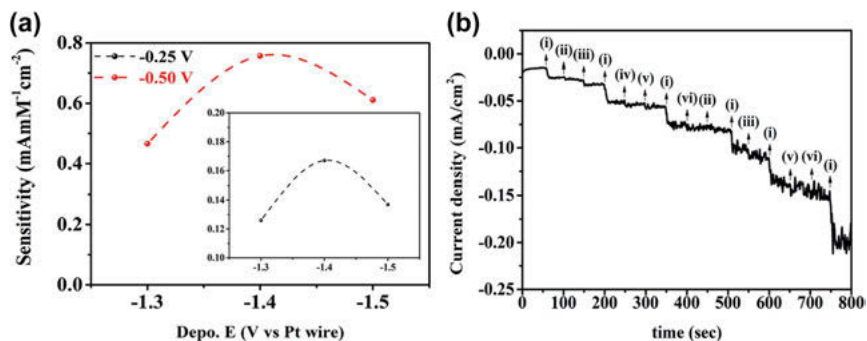 (a)
Sensitivity (mAmM⁻¹cm⁻²)
0.8
0.6
0.4
0.2
0.0
-0.25 V
-0.50 V
0.20
0.18
0.16
0.14
0.12
0.10
-1.3 -1.4 -1.5
-1.3 -1.4 -1.5
Depo. E (V vs Pt wire)
(b)
Current density (mA/cm²)
0.00
-0.05
-0.10
-0.15
-0.20
-0.25
(i) (ii) (iii) (i) (iv) (v) (i) (vi) (ii) (i) (iii) (i) (v) (vi) (i)
0 100 200 300 400 500 600 700 800
time (sec)